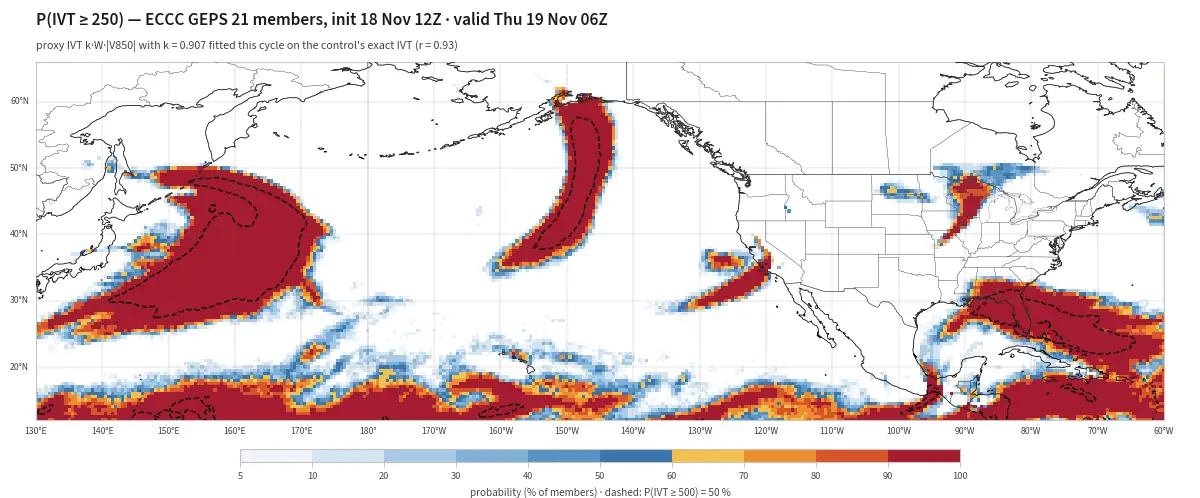 P(IVT ≥ 250) — ECCC GEPS 21 members, init 18 Nov 12Z · valid Thu 19 Nov 06Z
proxy IVT k·W·|V850| with k = 0.907 fitted this cycle on the control's exact IVT (r = 0.93)
60°N
50°N
40°N
30°N
20°N
130°E 140°E 150°E 160°E 170°E 180° 170°W 160°W 150°W 140°W 130°W 120°W 110°W 100°W 90°W 80°W 70°W 60°W
5 10 20 30 40 50 60 70 80 90 100
probability (% of members) · dashed: P(IVT ≥ 500) = 50 %